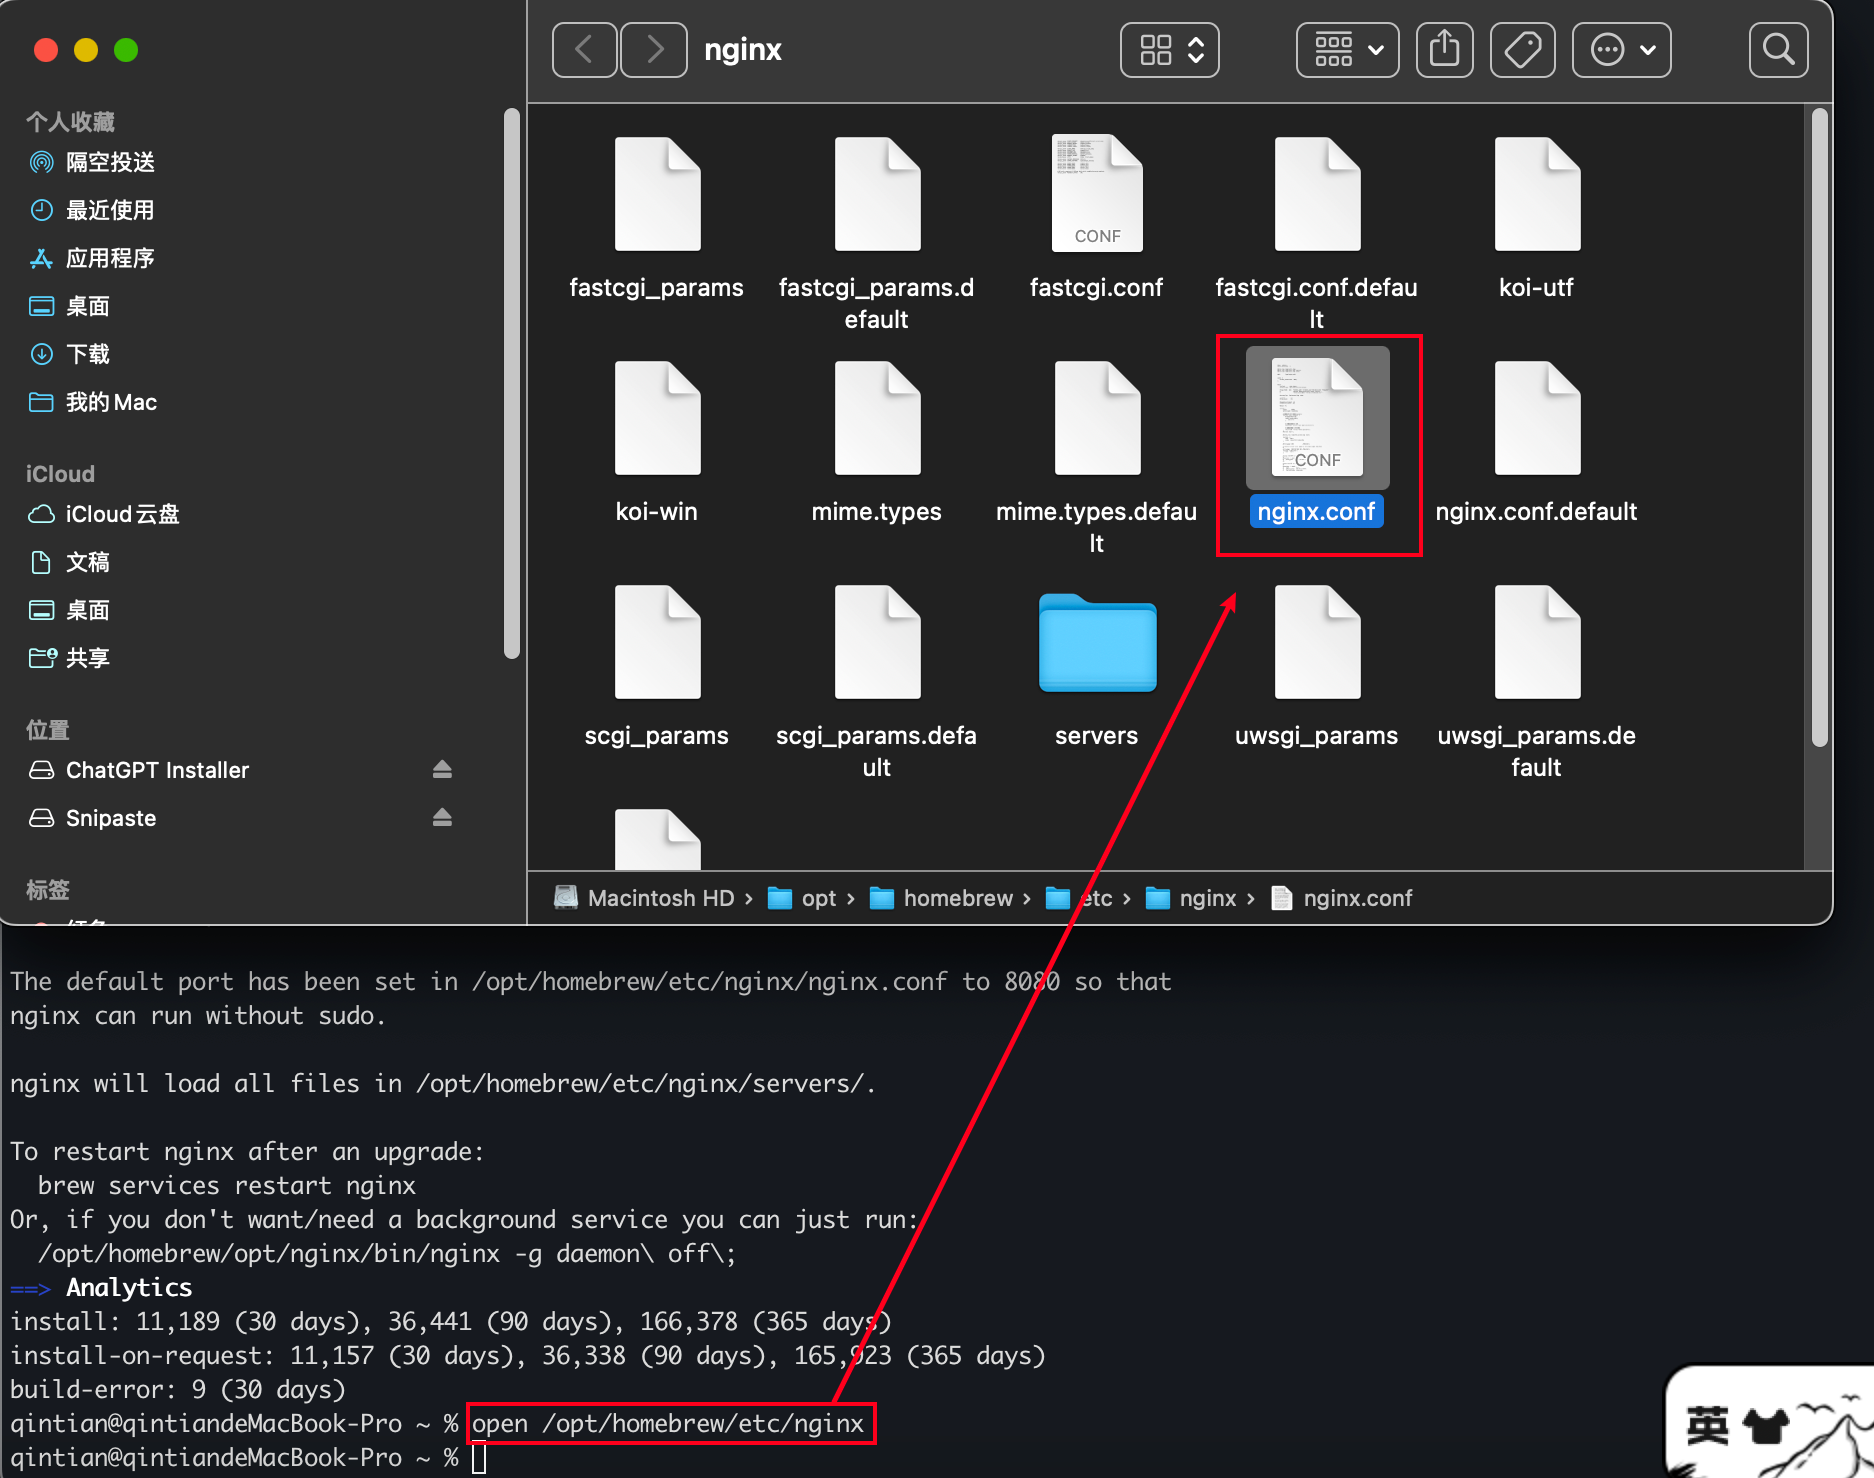 nginx
个人收藏
隔空投送
最近使用
应用程序
桌面
下载
我的 Mac
iCloud
iCloud 云盘
文稿
桌面
共享
位置
ChatGPT Installer
Snipaste
标签
CONF
fastcgi_params
fastcgi_params.d
efault
fastcgi.conf
fastcgi.conf.defau
lt
koi-utf
CONF
koi-win
mime.types
mime.types.defau
lt
nginx.conf
nginx.conf.default
scgi_params
scgi_params.defa
ult
servers
uwsgi_params
uwsgi_params.de
fault
Macintosh HD › opt › homebrew › etc › nginx › nginx.conf
The default port has been set in /opt/homebrew/etc/nginx/nginx.conf to 8080 so that
nginx can run without sudo.
nginx will load all files in /opt/homebrew/etc/nginx/servers/.
To restart nginx after an upgrade:
brew services restart nginx
Or, if you don't want/need a background service you can just run:
/opt/homebrew/opt/nginx/bin/nginx -g daemon\ off\;
==> Analytics
install: 11,189 (30 days), 36,441 (90 days), 166,378 (365 days)
install-on-request: 11,157 (30 days), 36,338 (90 days), 165,923 (365 days)
build-error: 9 (30 days)
qintian@qintiandeMacBook-Pro ~ % open /opt/homebrew/etc/nginx
qintian@qintiandeMacBook-Pro ~ %
英